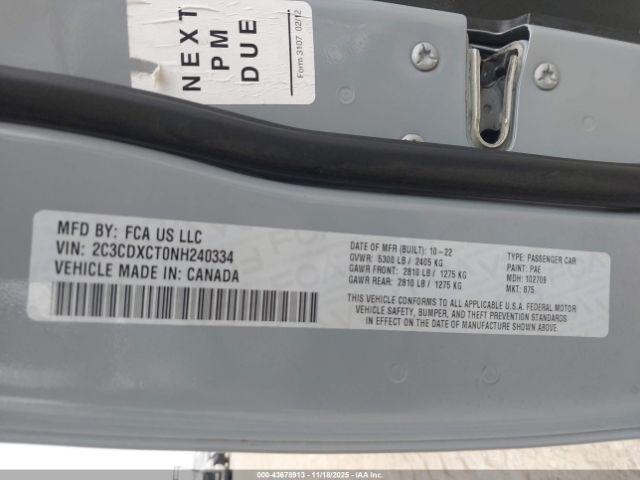 NEXT
PM
DUE
Form 3107 02/12
MFD BY: FCA US LLC
VIN: 2C3CDXCT0NH240334
VEHICLE MADE IN: CANADA
DATE OF MFR (BUILT): 10-22
GVWR: 5300 LB / 2405 KG
GAWR FRONT: 2810 LB / 1275 KG
GAWR REAR: 2810 LB / 1275 KG
TYPE: PASSENGER CAR
PAINT: PAE
MDH: 102709
MKT: 875
THIS VEHICLE CONFORMS TO ALL APPLICABLE U.S.A. FEDERAL MOTOR
VEHICLE SAFETY, BUMPER, AND THEFT PREVENTION STANDARDS
IN EFFECT ON THE DATE OF MANUFACTURE SHOWN ABOVE.
000-43678913 - 11/18/2025 - IAA Inc.